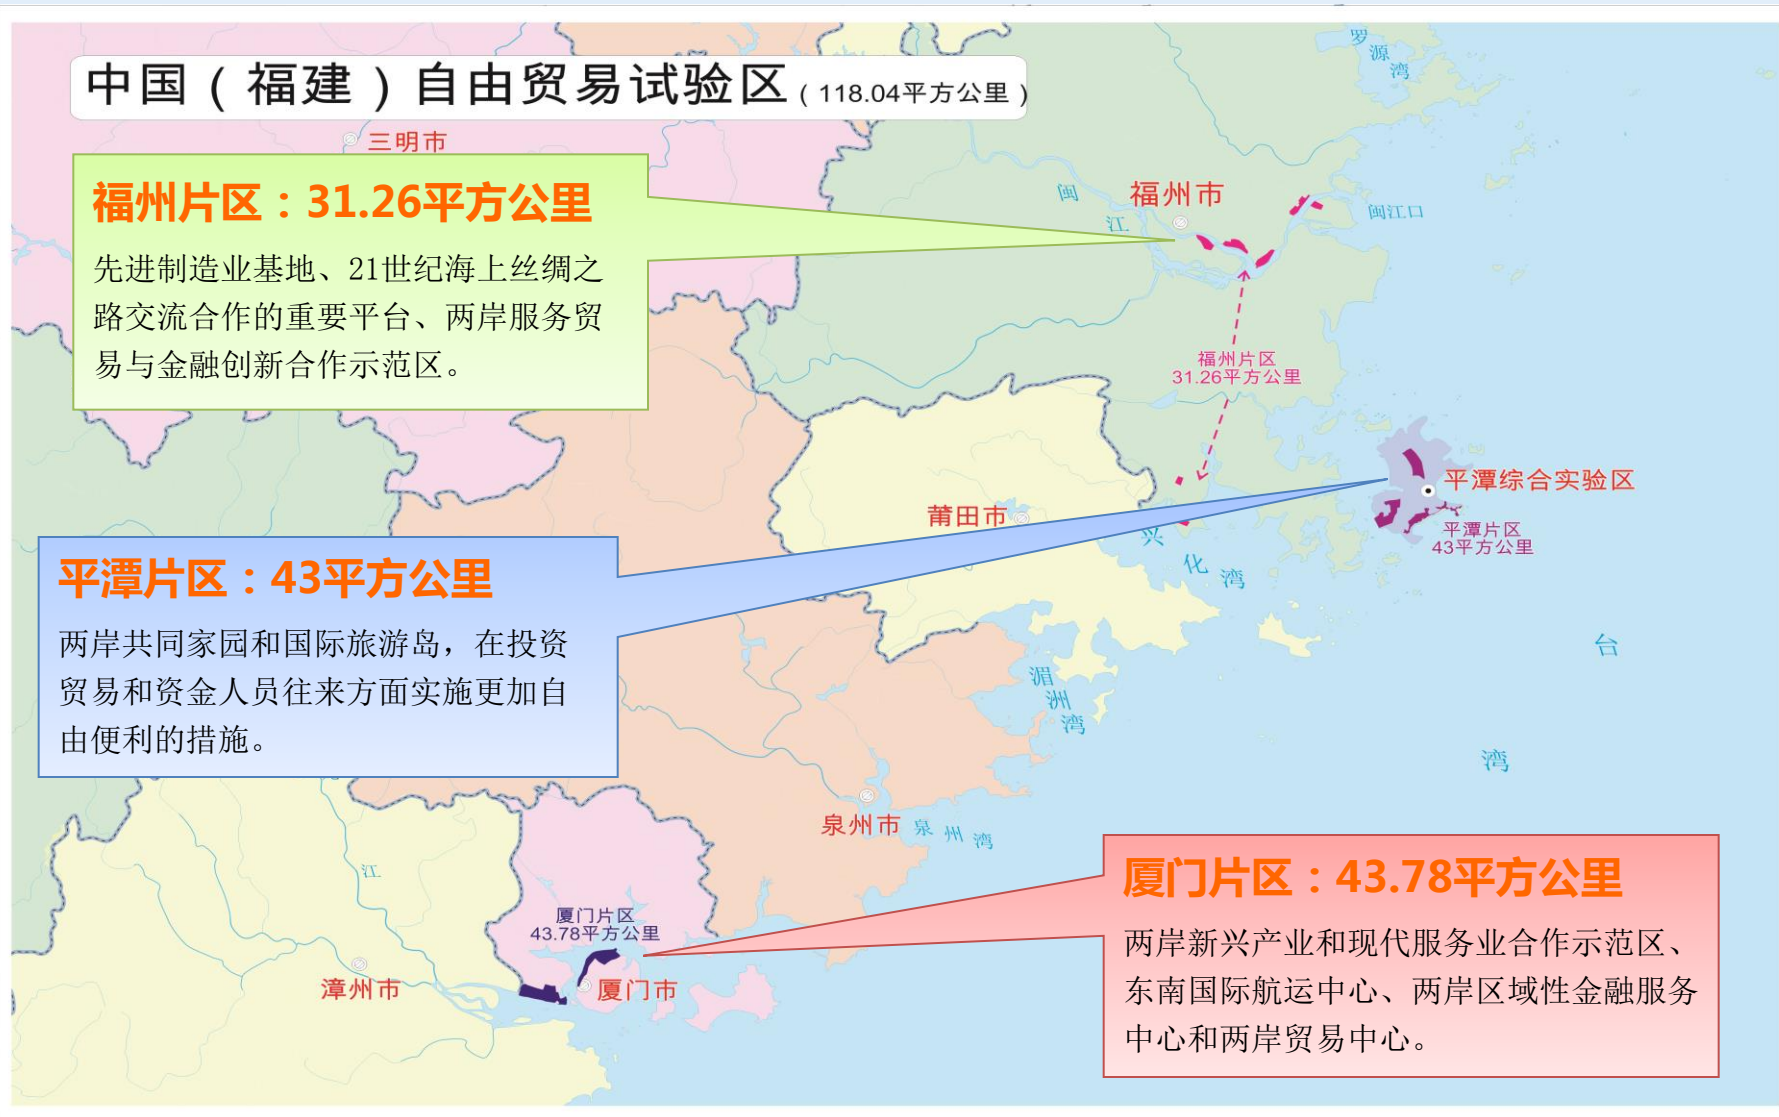 中国（福建）自由贸易试验区（118.04平方公里）
罗源湾
三明市
福州片区：31.26平方公里
先进制造业基地、21世纪海上丝绸之
路交流合作的重要平台、两岸服务贸
易与金融创新合作示范区。
闽江
福州市
闽江口
福州片区
31.26平方公里
平潭综合实验区
平潭片区
43平方公里
莆田市
兴化湾
平潭片区：43平方公里
两岸共同家园和国际旅游岛，在投资
贸易和资金人员往来方面实施更加自
由便利的措施。
湄洲湾
台湾
泉州市
泉州湾
江
厦门片区
43.78平方公里
漳州市
厦门市
厦门片区：43.78平方公里
两岸新兴产业和现代服务业合作示范区、
东南国际航运中心、两岸区域性金融服务
中心和两岸贸易中心。